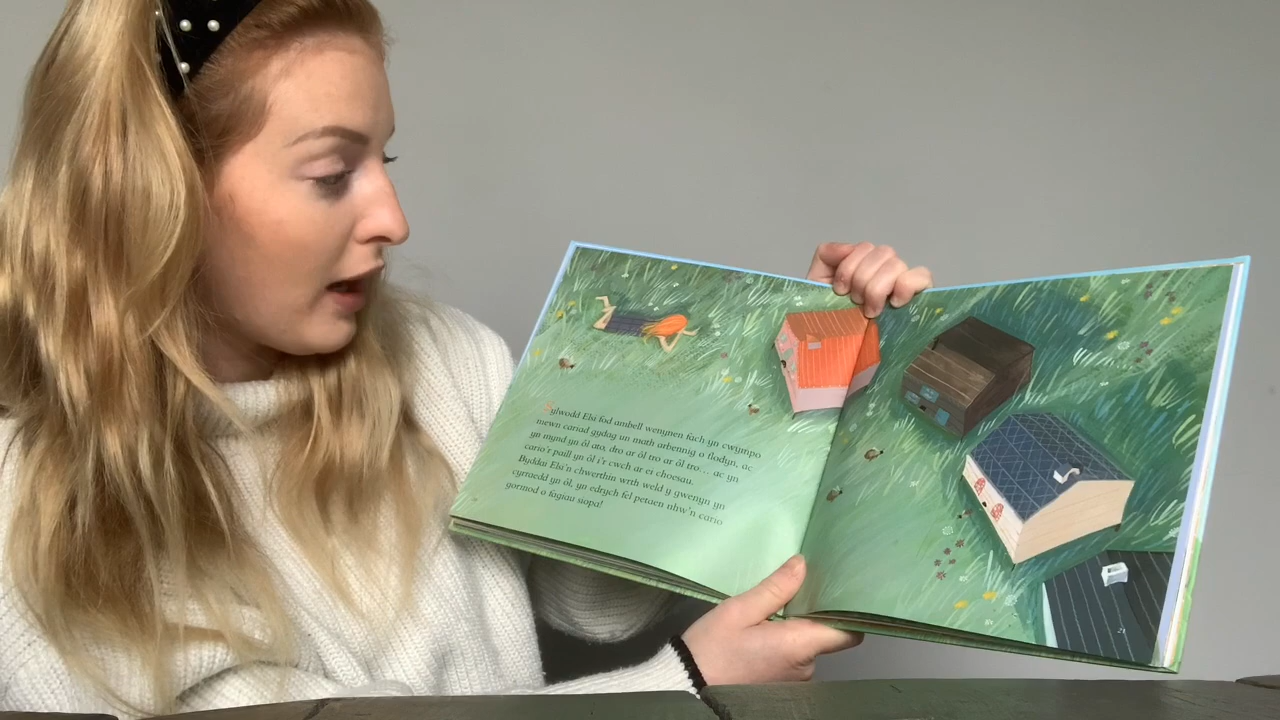 Sylwodd Elsi fod ambell wenynen fach yn cwympo
mewn cariad gydag un math arbennig o flodyn, ac
yn mynd yn ôl ato, dro ar ôl tro ar ôl tro... ac yn
cario'r paill yn ôl i'r cwch ar ei choesau.
Byddai Elsi'n chwerthin wrth weld y gwenyn yn
cyrraedd yn ôl, yn edrych fel petaen nhw'n cario
gormod o fagiau siopa!